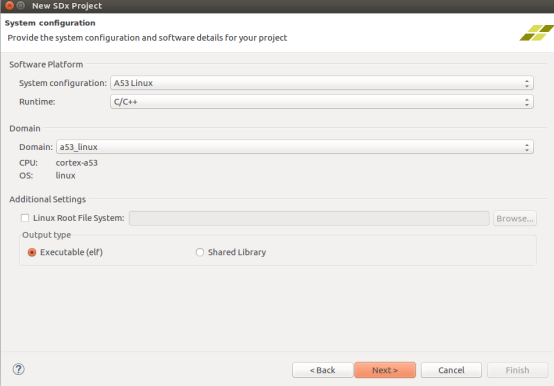 New SDx Project
System configuration
Provide the system configuration and software details for your project
Software Platform
System configuration: A53 Linux
Runtime: C/C++
Domain
Domain: a53_linux
CPU: cortex-a53
OS: linux
Additional Settings
Linux Root File System: Browse...
Output type
Executable (elf) Shared Library
? < Back Next > Cancel Finish